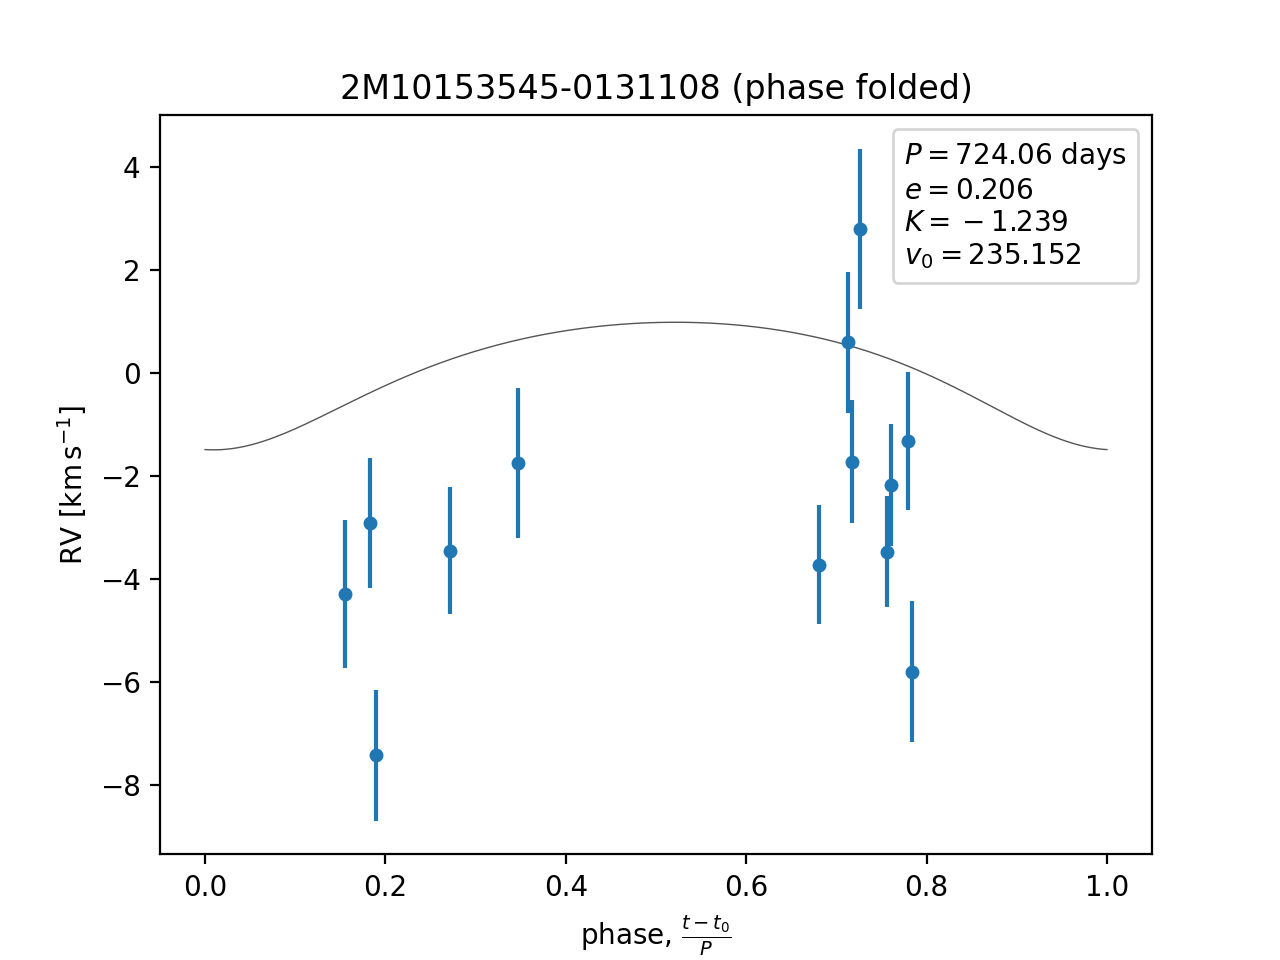 2M10153545-0131108 (phase folded)
P = 724.06 days
e = 0.206
K = −1.239
v₀ = 235.152
4
2
0
−2
−4
−6
−8
RV [km s⁻¹]
0.0 0.2 0.4 0.6 0.8 1.0
phase, (t − t₀)/P